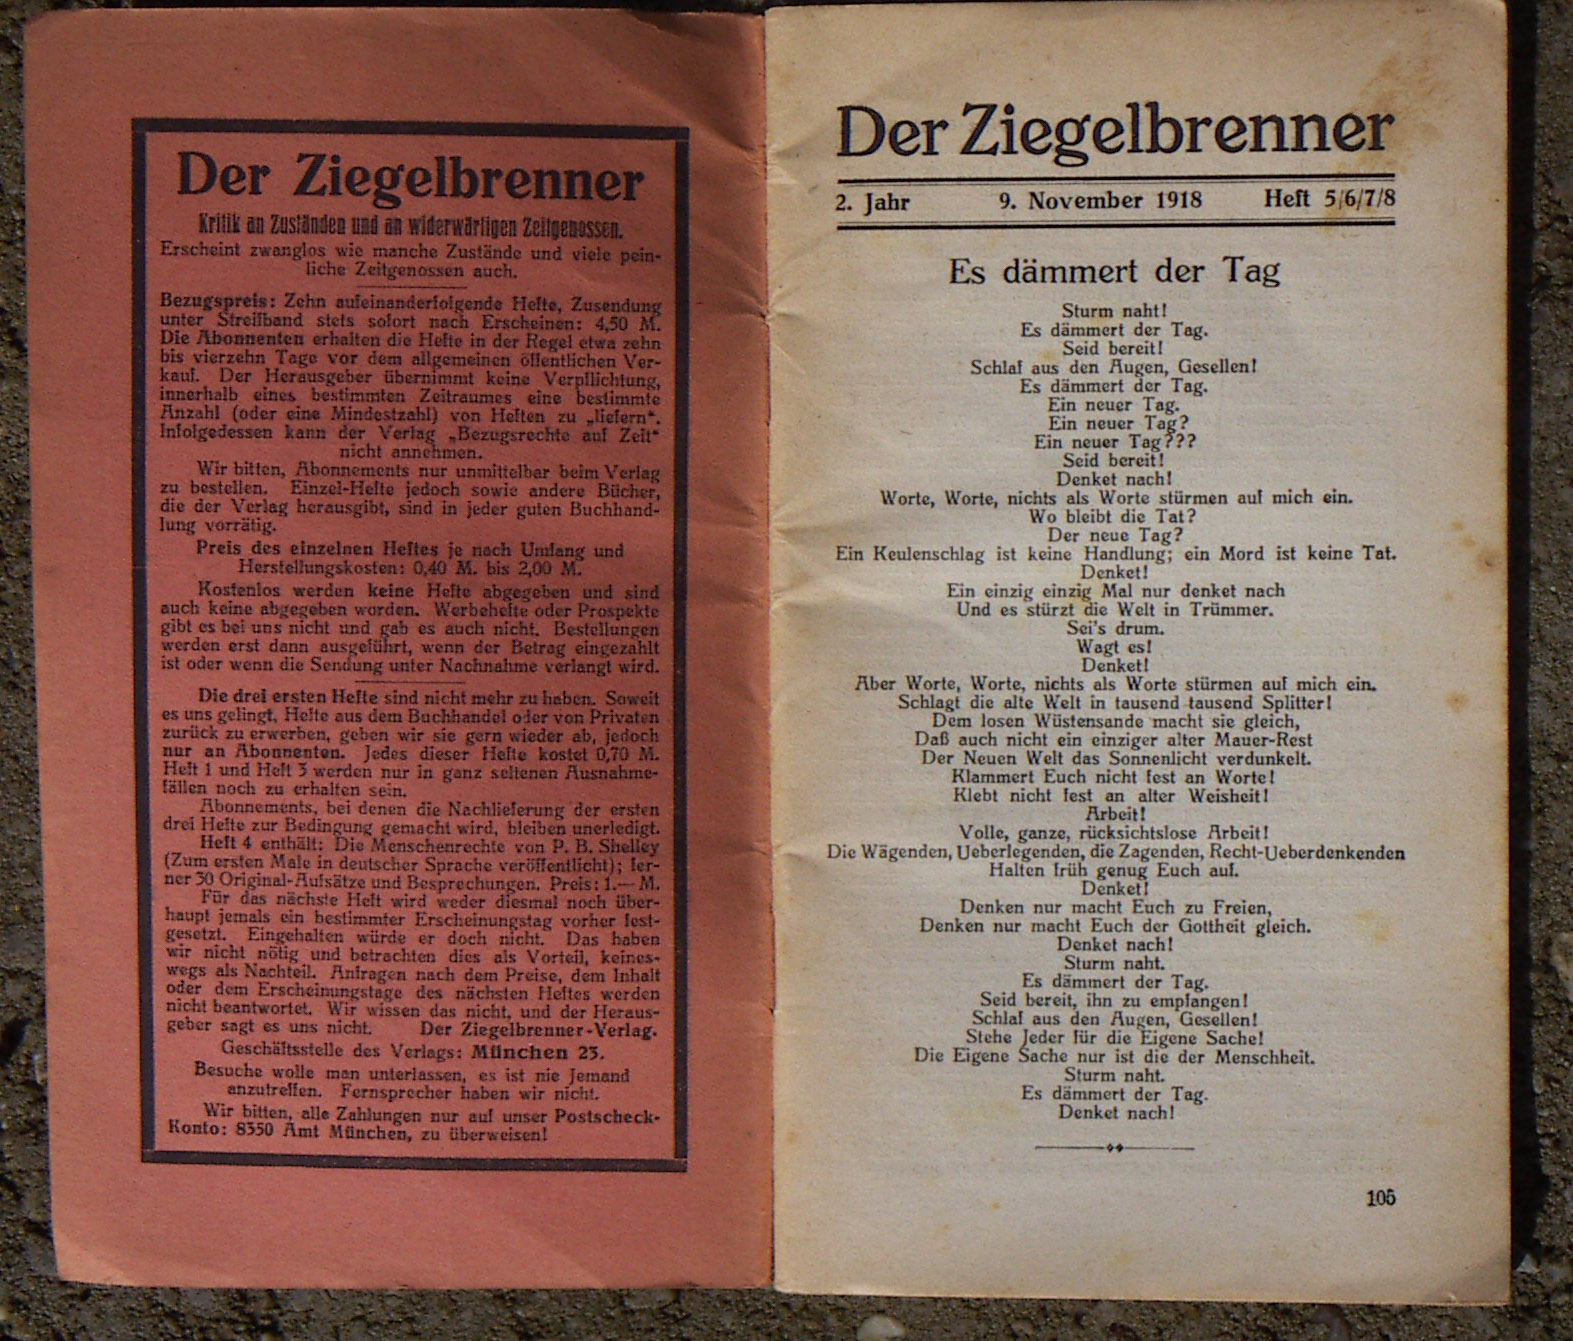 Der Ziegelbrenner
Kritik an Zuständen und an widerwärtigen Zeitgenossen.
Erscheint zwanglos wie manche Zustände und viele pein-
liche Zeitgenossen auch.
Bezugspreis: Zehn aufeinanderfolgende Hefte, Zusendung
unter Streifband stets sofort nach Erscheinen: 4,50 M.
Die Abonnenten erhalten die Hefte in der Regel etwa zehn
bis vierzehn Tage vor dem allgemeinen öffentlichen Ver-
kauf. Der Herausgeber übernimmt keine Verpflichtung,
innerhalb eines bestimmten Zeitraumes eine bestimmte
Anzahl (oder eine Mindestzahl) von Heften zu „liefern“.
Infolgedessen kann der Verlag „Bezugsrechte auf Zeit“
nicht annehmen.
Wir bitten, Abonnements nur unmittelbar beim Verlag
zu bestellen. Einzel-Hefte jedoch sowie andere Bücher,
die der Verlag herausgibt, sind in jeder guten Buchhand-
lung vorrätig.
Preis des einzelnen Heftes je nach Umfang und
Herstellungskosten: 0,40 M. bis 2,00 M.
Kostenlos werden keine Hefte abgegeben und sind
auch keine abgegeben worden. Werbehefte oder Prospekte
gibt es bei uns nicht und gab es auch nicht. Bestellungen
werden erst dann ausgeführt, wenn der Betrag eingezahlt
ist oder wenn die Sendung unter Nachnahme verlangt wird.
Die drei ersten Hefte sind nicht mehr zu haben. Soweit
es uns gelingt, Hefte aus dem Buchhandel oder von Privaten
zurück zu erwerben, geben wir sie gern wieder ab, jedoch
nur an Abonnenten. Jedes dieser Hefte kostet 0,70 M.
Heft 1 und Heft 3 werden nur in ganz seltenen Ausnahme-
fällen noch zu erhalten sein.
Abonnements, bei denen die Nachlieferung der ersten
drei Hefte zur Bedingung gemacht wird, bleiben unerledigt.
Heft 4 enthält: Die Menschenrechte von P. B. Shelley
(Zum ersten Male in deutscher Sprache veröffentlicht); fer-
ner 30 Original-Aufsätze und Besprechungen. Preis: 1.— M.
Für das nächste Heft wird weder diesmal noch über-
haupt jemals ein bestimmter Erscheinungstag vorher fest-
gesetzt. Eingehalten würde er doch nicht. Das haben
wir nicht nötig und betrachten dies als Vorteil, keines-
wegs als Nachteil. Anfragen nach dem Preise, dem Inhalt
oder dem Erscheinungstage des nächsten Heftes werden
nicht beantwortet. Wir wissen das nicht, und der Heraus-
geber sagt es uns nicht. Der Ziegelbrenner-Verlag.
Geschäftsstelle des Verlags: München 23.
Besuche wolle man unterlassen, es ist nie Jemand
anzutreffen. Fernsprecher haben wir nicht.
Wir bitten, alle Zahlungen nur auf unser Postscheck-
Konto: 8350 Amt München, zu überweisen!
Der Ziegelbrenner
2. Jahr 9. November 1918 Heft 5/6/7/8
Es dämmert der Tag
Sturm naht!
Es dämmert der Tag.
Seid bereit!
Schlaf aus den Augen, Gesellen!
Es dämmert der Tag.
Ein neuer Tag.
Ein neuer Tag?
Ein neuer Tag???
Seid bereit!
Denket nach!
Worte, Worte, nichts als Worte stürmen auf mich ein.
Wo bleibt die Tat?
Der neue Tag?
Ein Keulenschlag ist keine Handlung; ein Mord ist keine Tat.
Denket!
Ein einzig einzig Mal nur denket nach
Und es stürzt die Welt in Trümmer.
Sei's drum.
Wagt es!
Denket!
Aber Worte, Worte, nichts als Worte stürmen auf mich ein.
Schlagt die alte Welt in tausend tausend Splitter!
Dem losen Wüstensande macht sie gleich,
Daß auch nicht ein einziger alter Mauer-Rest
Der Neuen Welt das Sonnenlicht verdunkelt.
Klammert Euch nicht fest an Worte!
Klebt nicht fest an alter Weisheit!
Arbeit!
Volle, ganze, rücksichtslose Arbeit!
Die Wägenden, Ueberlegenden, die Zagenden, Recht-Ueberdenkenden
Halten früh genug Euch auf.
Denket!
Denken nur macht Euch zu Freien,
Denken nur macht Euch der Gottheit gleich.
Denket nach!
Sturm naht.
Es dämmert der Tag.
Seid bereit, ihn zu empfangen!
Schlaf aus den Augen, Gesellen!
Stehe Jeder für die Eigene Sache!
Die Eigene Sache nur ist die der Menschheit.
Sturm naht.
Es dämmert der Tag.
Denket nach!
105